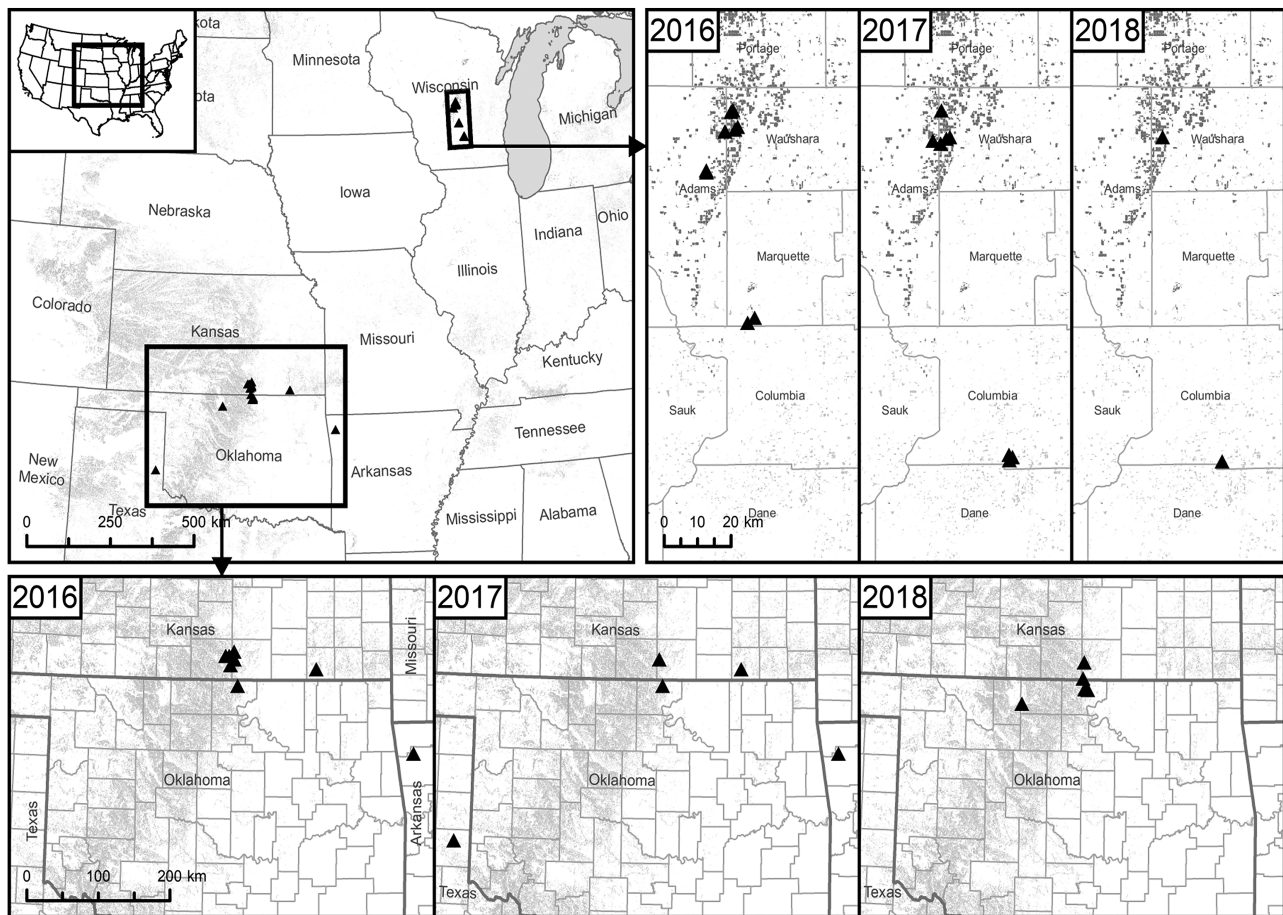 ota
Minnesota
Wisconsin
ota
Michigan
Iowa
Nebraska
Ohio
Indiana
Illinois
Colorado
Kansas
Missouri
Kentucky
Tennessee
Oklahoma
New
Mexico
Arkansas
Texas
Mississippi
Alabama
0 250 500 km
2016
Portage
Waushara
Adams
Marquette
Columbia
Sauk
Dane
0 10 20 km
2017
Portage
Waushara
Adams
Marquette
Columbia
Sauk
Dane
2018
Portage
Waushara
Adams
Marquette
Columbia
Sauk
Dane
2016
Kansas
Missouri
Oklahoma
Texas
Arkansas
0 100 200 km
2017
Kansas
Oklahoma
Texas
2018
Kansas
Oklahoma
Texas